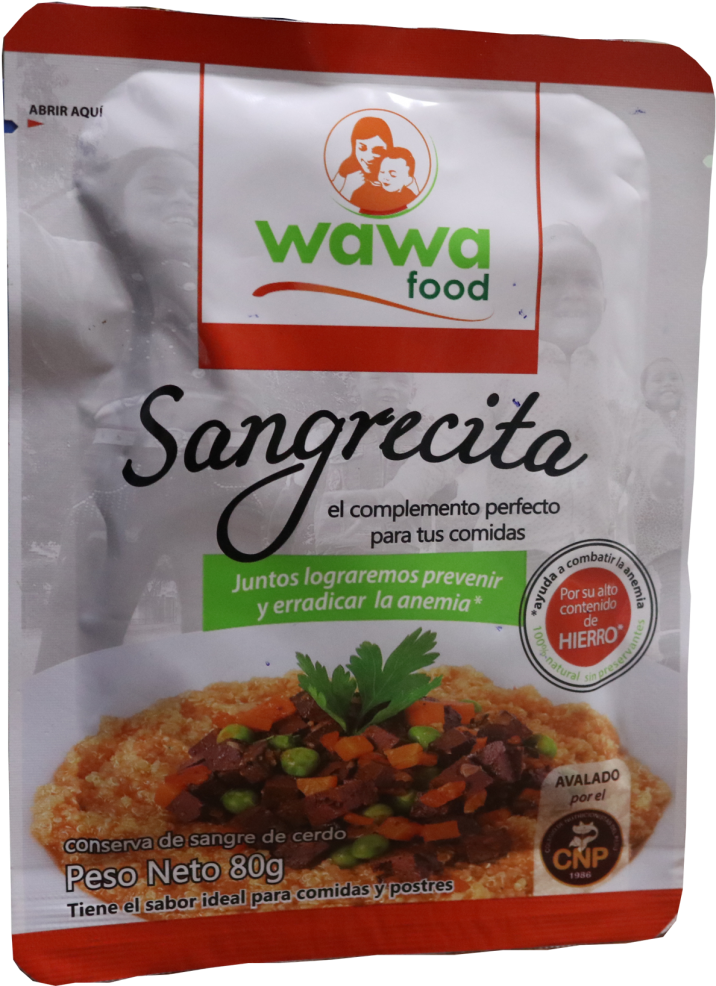 ABRIR AQUÍ
wawa
food
Sangrecita
el complemento perfecto
para tus comidas
Juntos lograremos prevenir
y erradicar la anemia*
*ayuda a combatir la anemia
Por su alto
contenido
de
HIERRO*
100% natural sin preservantes
AVALADO
por el
CNP
1986
conserva de sangre de cerdo
Peso Neto 80g
Tiene el sabor ideal para comidas y postres